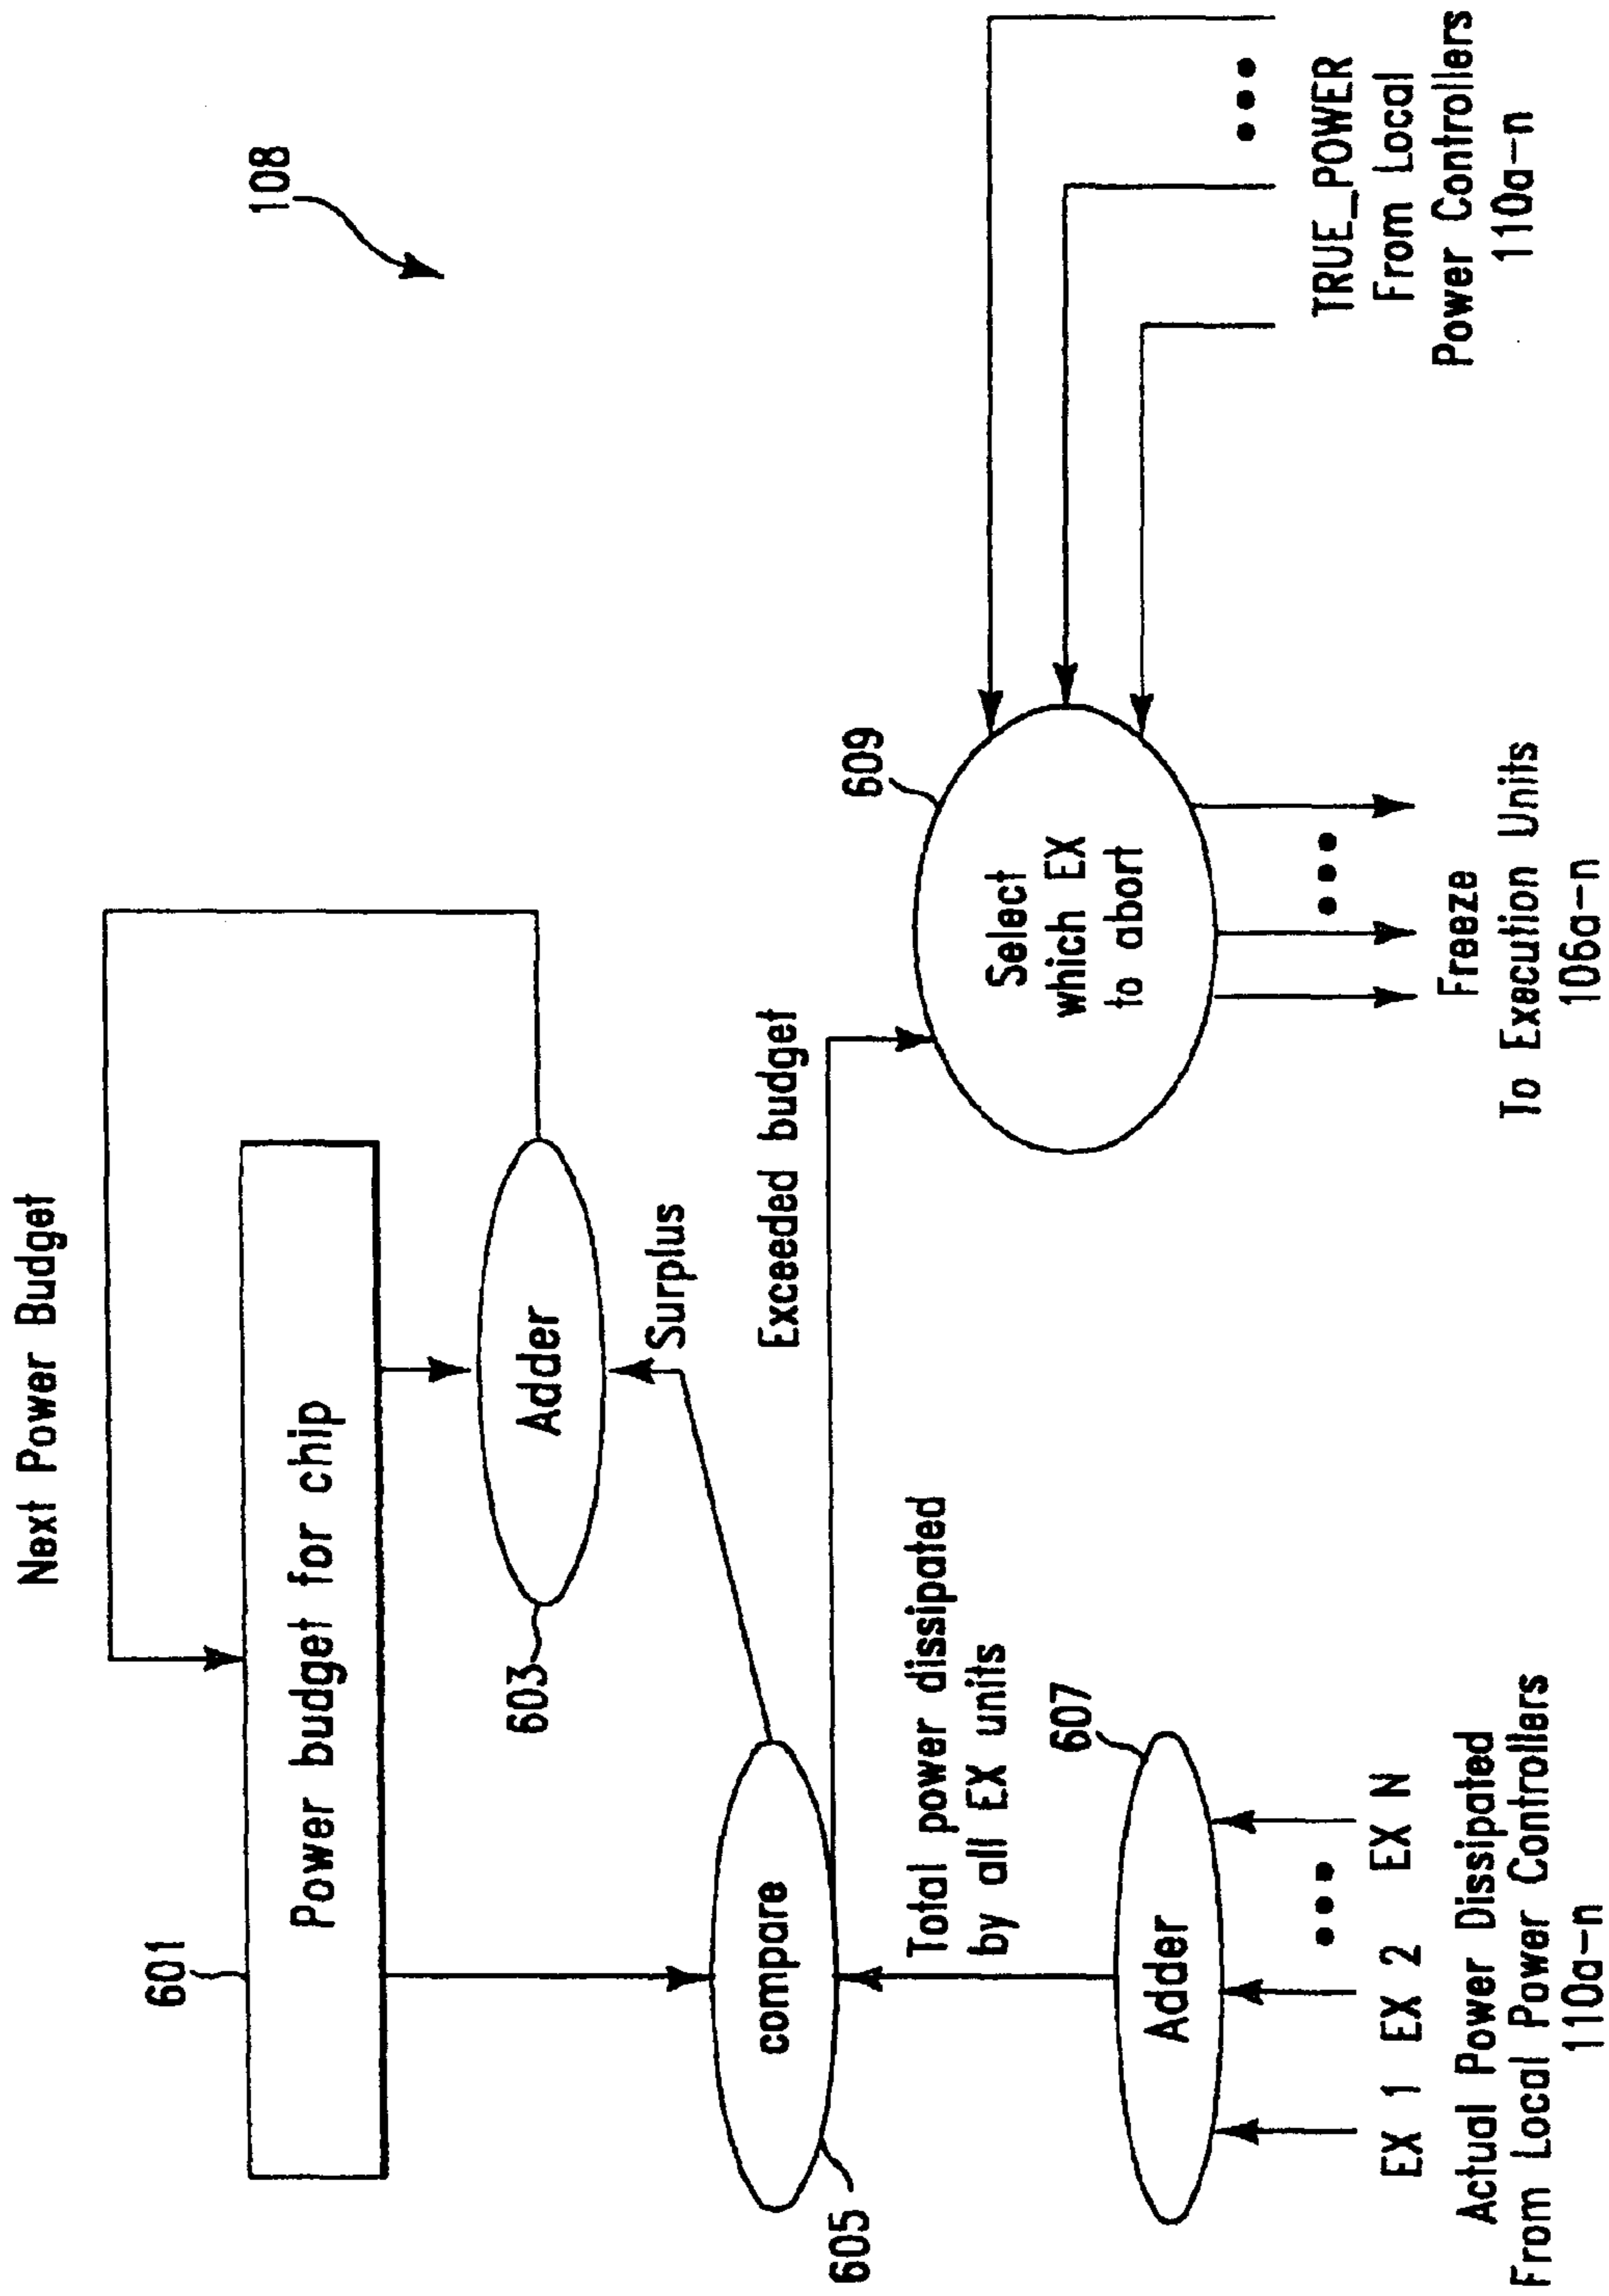 Next Power Budget
108
601
Power budget for chip
603
Adder
Surplus
605
compare
Exceeded budget
Total power dissipated
by all EX units
609
Select
which EX
to abort
607
Adder
EX 1
EX 2
EX N
Actual Power Dissipated
From Local Power Controllers
110a-n
Freeze
To Execution Units
106a-n
TRUE_POWER
From Local
Power Controllers
110a-n